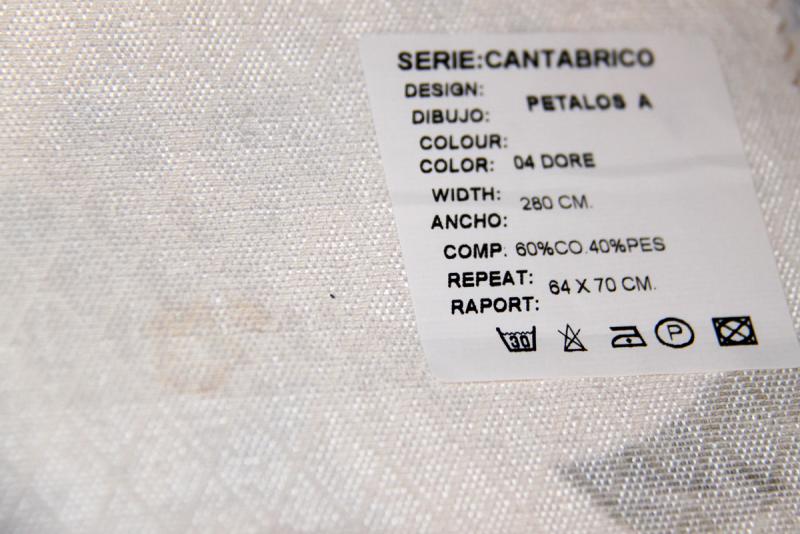 SERIE:CANTABRICO
DESIGN:
DIBUJO: PETALOS A
COLOUR:
COLOR: 04 DORE
WIDTH: 280 CM.
ANCHO:
COMP: 60%CO.40%PES
REPEAT: 64 X 70 CM.
RAPORT:
30 P